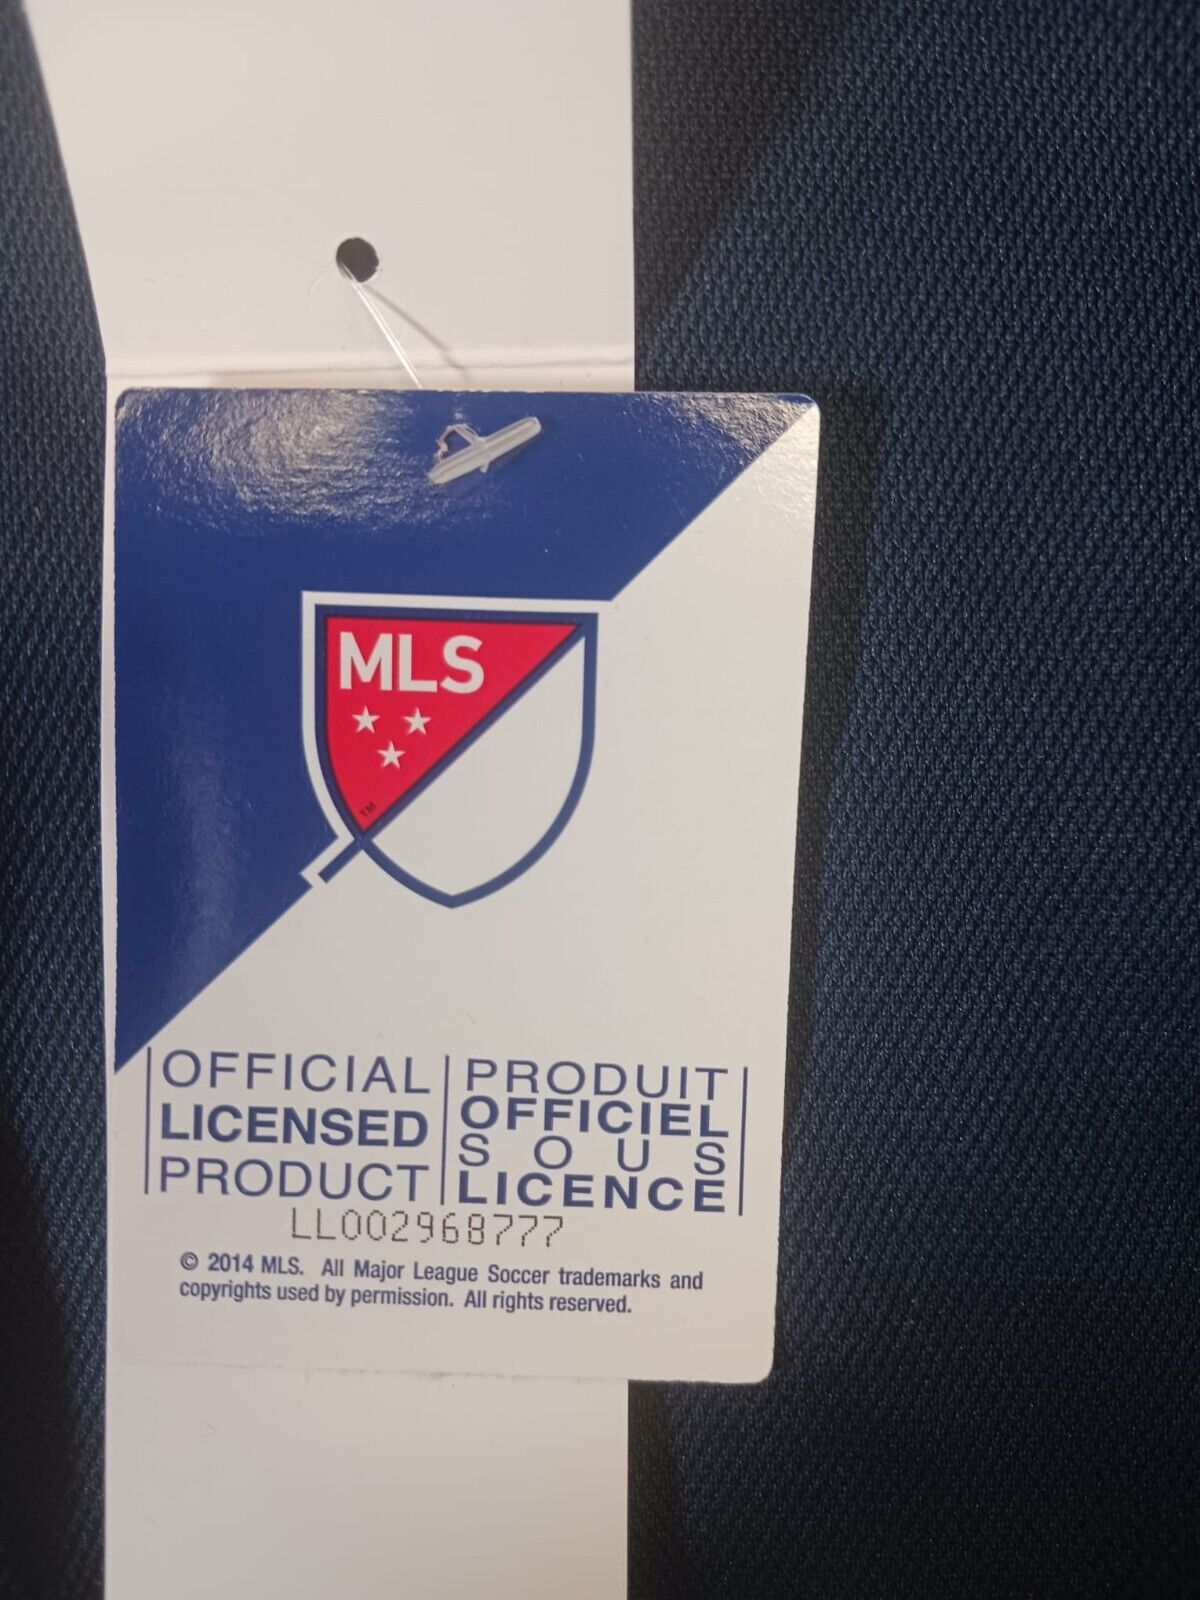 MLS
TM
OFFICIAL
LICENSED
PRODUCT
PRODUIT
OFFICIEL
SOUS
LICENCE
LL002968777
© 2014 MLS. All Major League Soccer trademarks and
copyrights used by permission. All rights reserved.